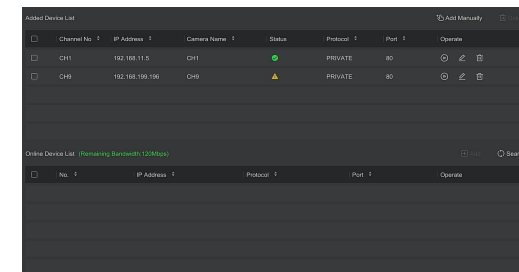 Added Device List Add Manually
Channel No IP Address Camera Name Status Protocol Port Operate
CH1 192.168.11.5 CH1 PRIVATE 80
CH9 192.168.199.196 CH9 PRIVATE 80
Online Device List (Remaining Bandwidth:120Mbps) Add Sear
No. IP Address Protocol Port Operate